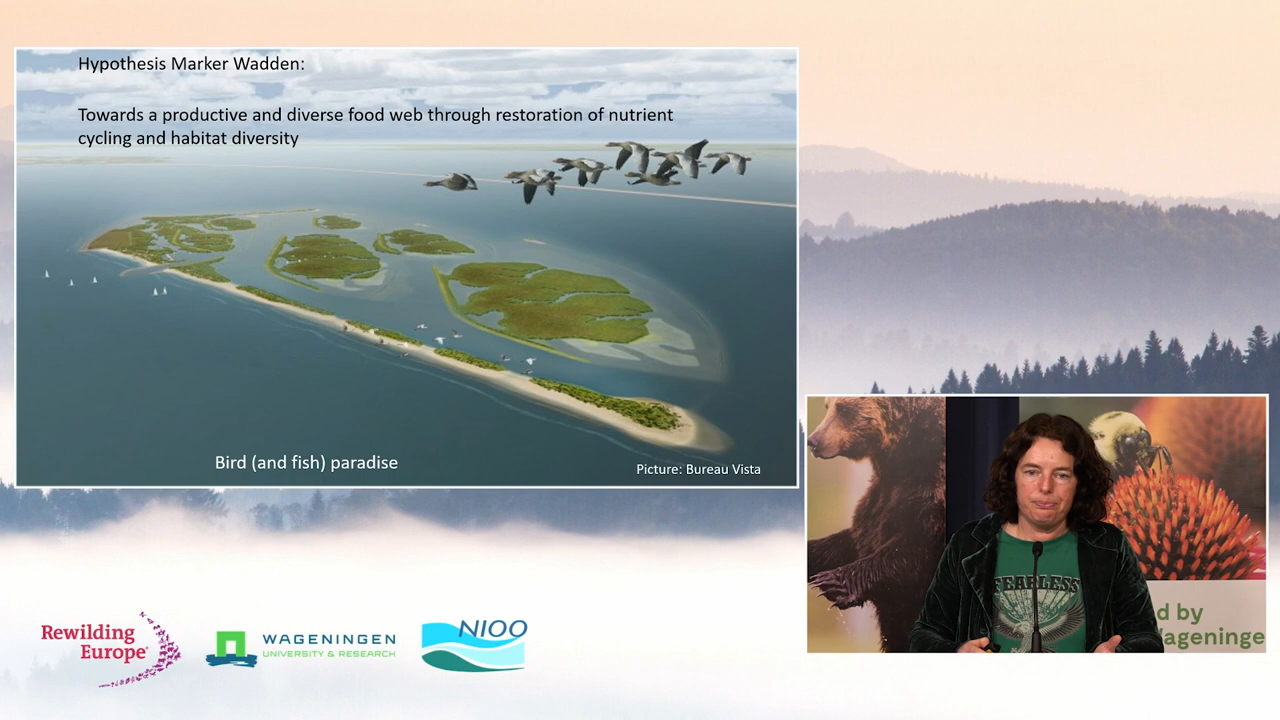 Hypothesis Marker Wadden:
Towards a productive and diverse food web through restoration of nutrient
cycling and habitat diversity
Bird (and fish) paradise
Picture: Bureau Vista
FEARLESS
d by
Wageninge
Rewilding
Europe
WAGENINGEN
UNIVERSITY & RESEARCH
NIOO